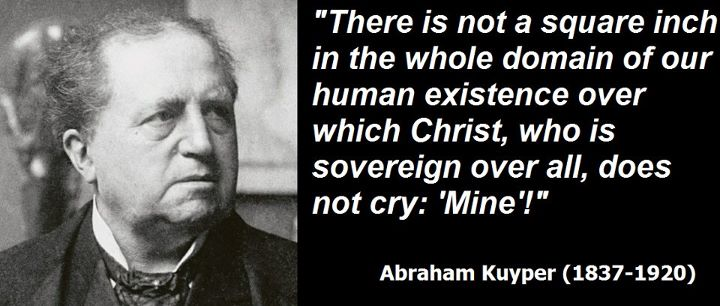 "There is not a square inch
in the whole domain of our
human existence over
which Christ, who is
sovereign over all, does
not cry: 'Mine'!"
Abraham Kuyper (1837-1920)